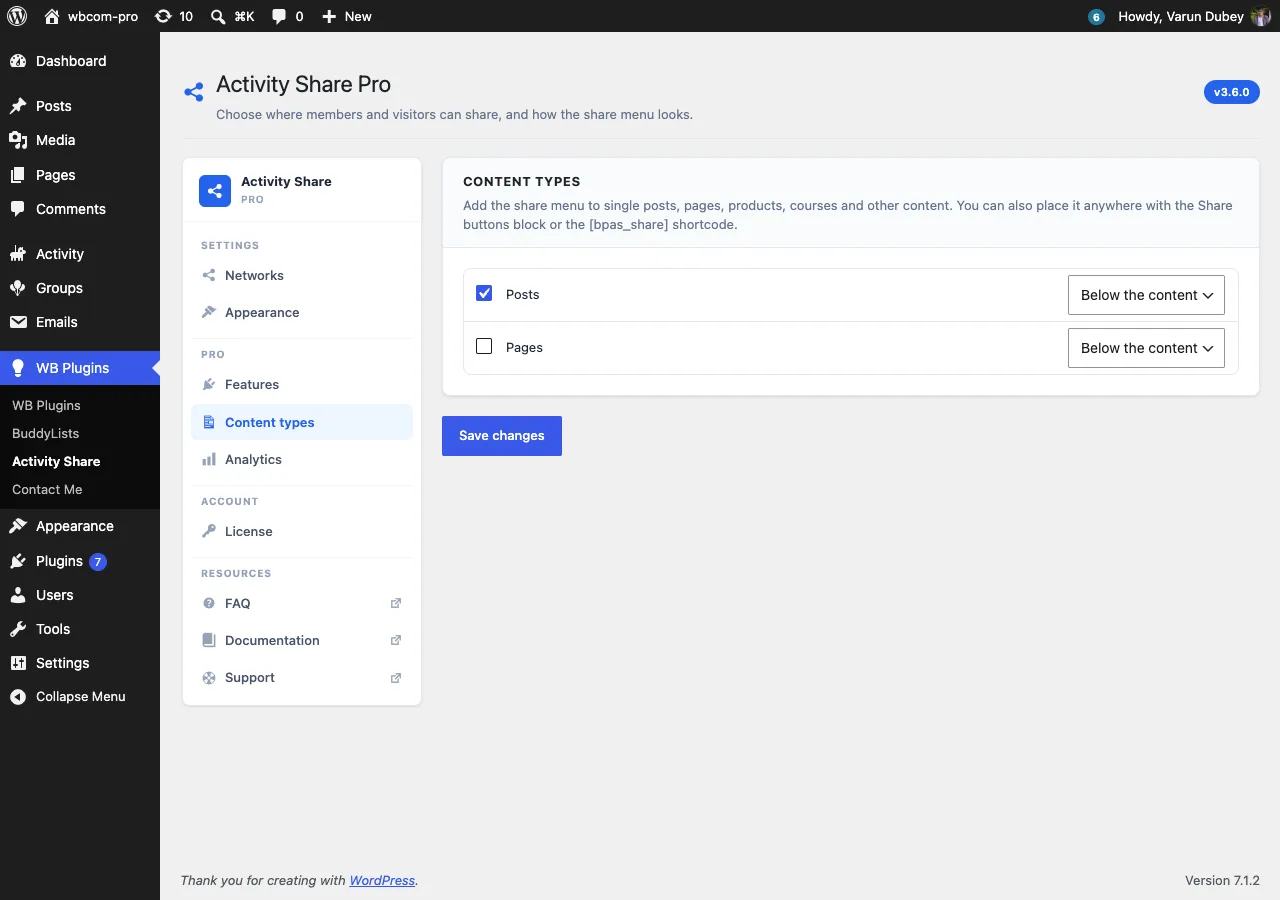 wbcom-pro
10
⌘K
0
New
6
Howdy, Varun Dubey
Dashboard
Posts
Media
Pages
Comments
Activity
Groups
Emails
WB Plugins
WB Plugins
BuddyLists
Activity Share
Contact Me
Appearance
Plugins 7
Users
Tools
Settings
Collapse Menu
Activity Share Pro
Choose where members and visitors can share, and how the share menu looks.
v3.6.0
Activity Share
PRO
SETTINGS
Networks
Appearance
PRO
Features
Content types
Analytics
ACCOUNT
License
RESOURCES
FAQ
Documentation
Support
CONTENT TYPES
Add the share menu to single posts, pages, products, courses and other content. You can also place it anywhere with the Share
buttons block or the [bpas_share] shortcode.
Posts
Below the content
Pages
Below the content
Save changes
Thank you for creating with WordPress.
Version 7.1.2